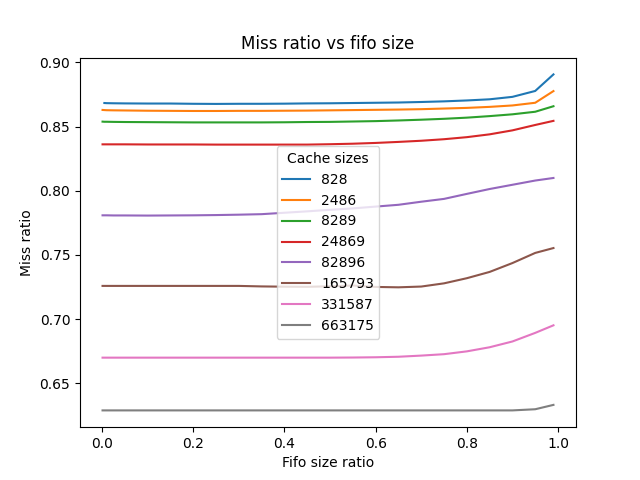 Miss ratio vs fifo size
0.90
0.85
0.80
0.75
0.70
0.65
Miss ratio
Cache sizes
828
2486
8289
24869
82896
165793
331587
663175
0.0 0.2 0.4 0.6 0.8 1.0
Fifo size ratio